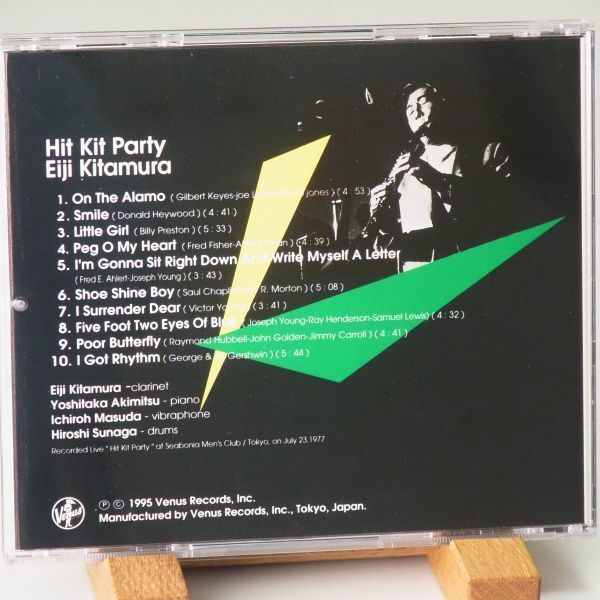 Hit Kit Party
Eiji Kitamura
1. On The Alamo ( Gilbert Keyes-joe jones ) ( 4 : 53 )
2. Smile ( Donald Heywood ) ( 4 : 41 )
3. Little Girl ( Billy Preston ) ( 5 : 33 )
4. Peg O My Heart ( Fred Fisher-Alfred Bryan ) ( 4 : 39 )
5. I'm Gonna Sit Right Down And Write Myself A Letter
( Fred E. Ahlert-Joseph Young ) ( 3 : 43 )
6. Shoe Shine Boy ( Saul Chaplin R. Morton ) ( 5 : 08 )
7. I Surrender Dear ( Victor Young ) ( 3 : 41 )
8. Five Foot Two Eyes Of Blue ( Joseph Young-Ray Henderson-Samuel Lewis) ( 4 : 32 )
9. Poor Butterfly ( Raymond Hubbell-John Golden-Jimmy Carroll ) ( 4 : 41 )
10. I Got Rhythm ( George & Gershwin ) ( 5 : 44 )
Eiji Kitamura -clarinet
Yoshitaka Akimitsu - piano
Ichiroh Masuda - vibraphone
Hiroshi Sunaga - drums
Recorded Live " Hit Kit Party " at Seabonia Men's Club / Tokyo, on July 23,1977
Venus
Ⓟ © 1995 Venus Records, Inc.
Manufactured by Venus Records, Inc., Tokyo, Japan.